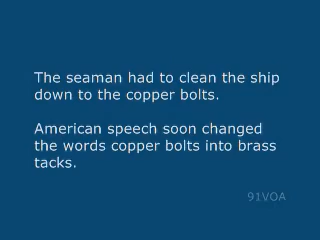 The seaman had to clean the ship
down to the copper bolts.
American speech soon changed
the words copper bolts into brass
tacks.
91VOA